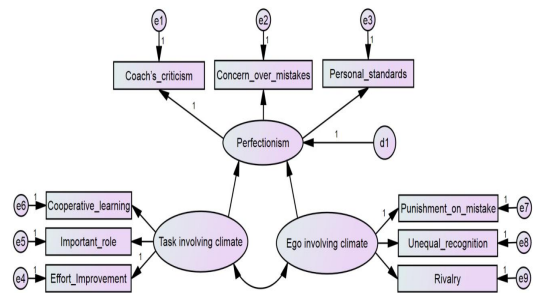 e1
e2
e3
1
1
1
Coach's_criticism
Concern_over_mistakes
Personal_standards
1
Perfectionism
1
d1
e6
1
Cooperative_learning
e5
1
Important_role
e4
1
Effort_Improvement
1
Task involving climate
Ego involving climate
1
Punishment_on_mistake
1
e7
Unequal_recognition
1
e8
Rivalry
1
e9